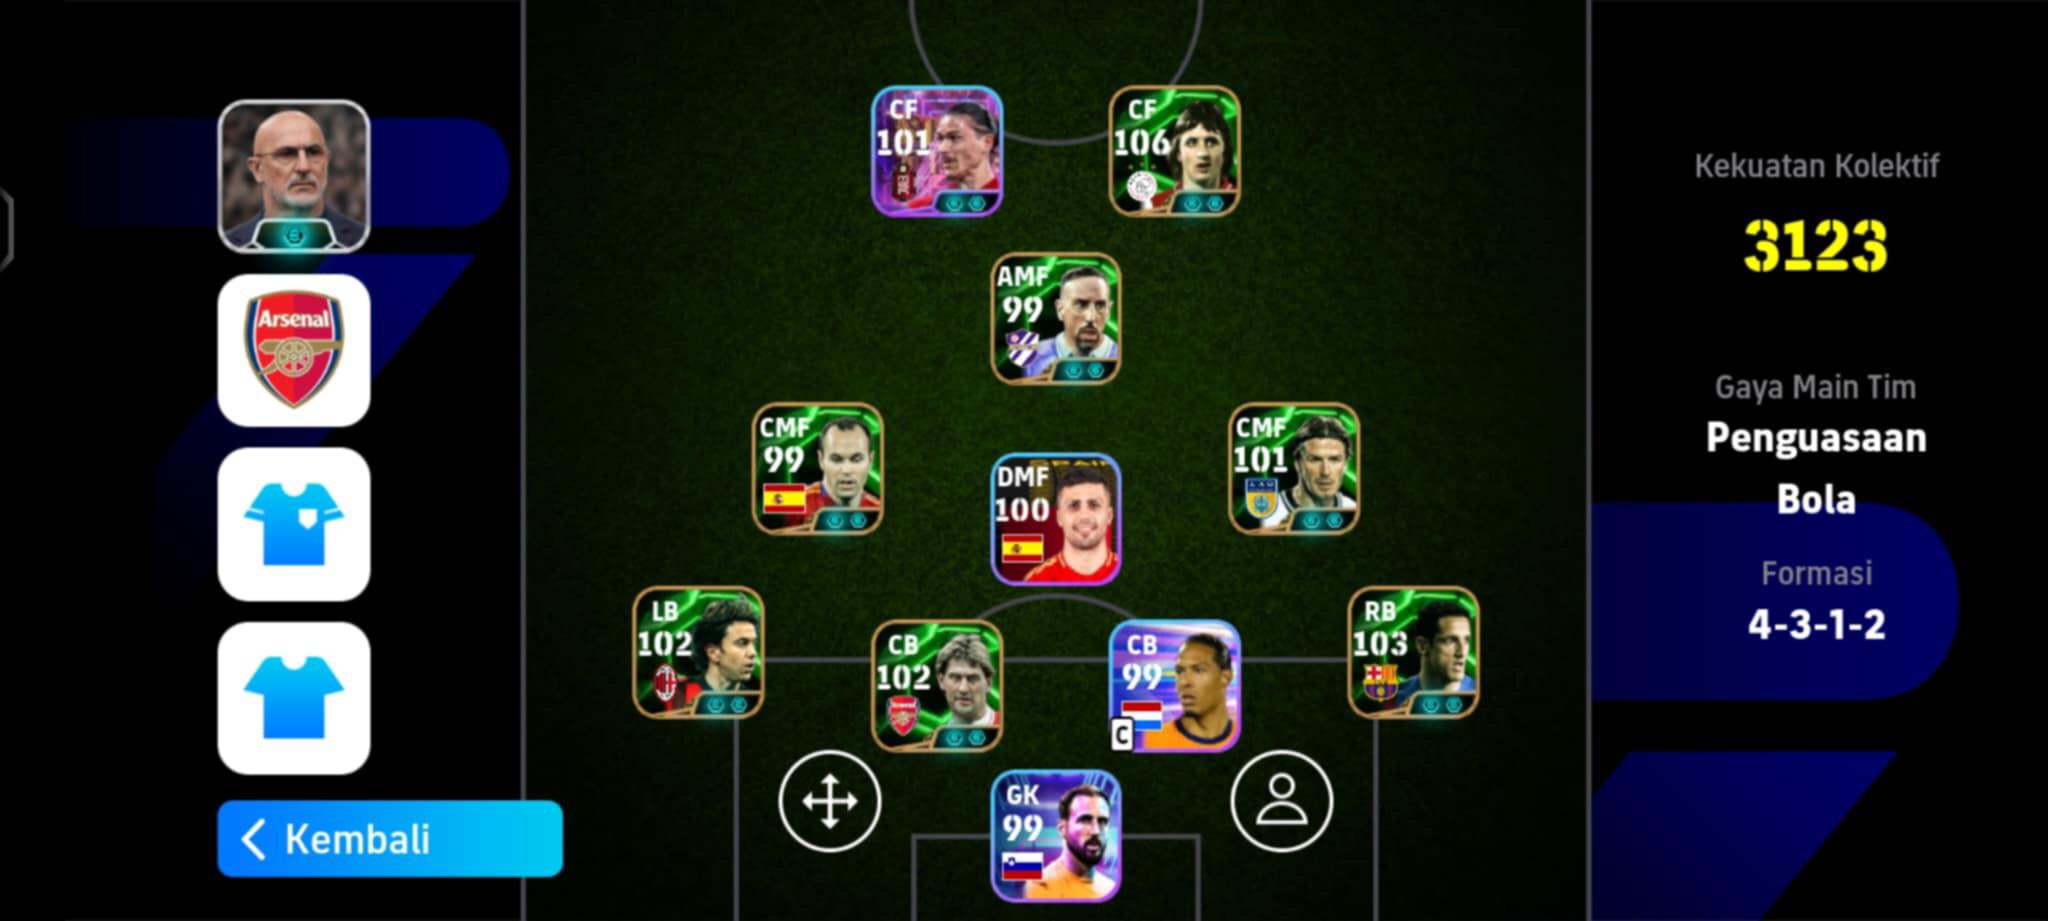 CF
101
CF
106
AMF
99
Arsenal
CMF
99
CMF
101
DMF
100
LB
102
CB
102
CB
99
C
RB
103
GK
99
Kembali
Kekuatan Kolektif
3123
Gaya Main Tim
Penguasaan
Bola
Formasi
4-3-1-2